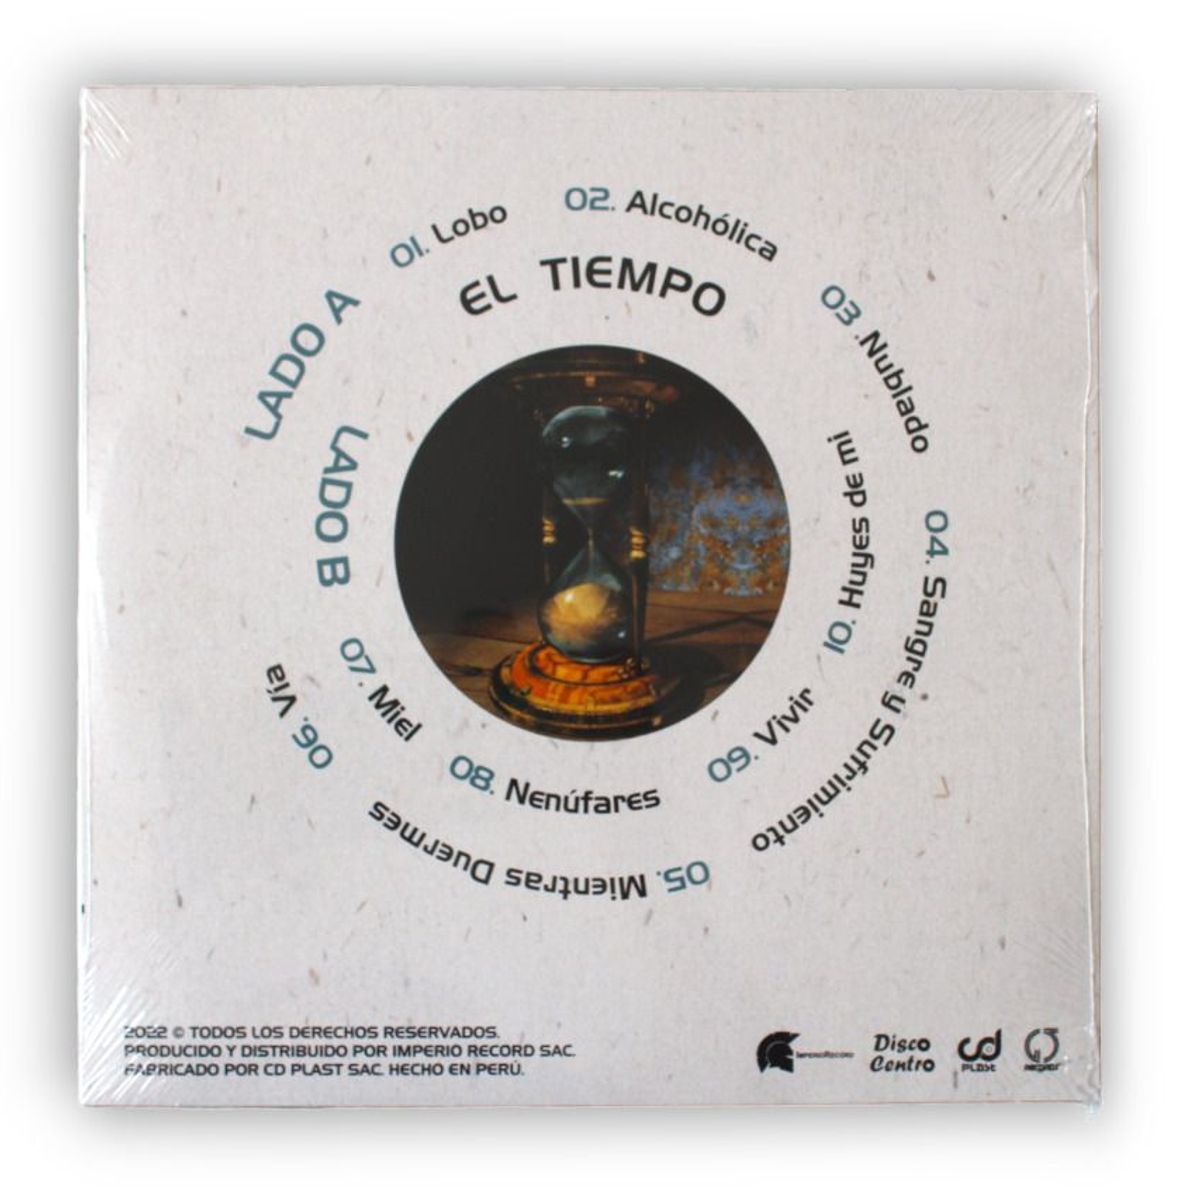 LADO A
01. Lobo
02. Alcohólica
03. Nublado
04. Sangre y Sufrimiento
05. Mientras Duermes
06. Vía
EL TIEMPO
LADO B
07. Miel
08. Nenúfares
09. Vivir
10. Huyes de mi
2022 © TODOS LOS DERECHOS RESERVADOS.
PRODUCIDO Y DISTRIBUIDO POR IMPERIO RECORD SAC.
FABRICADO POR CD PLAST SAC. HECHO EN PERÚ.
Disco
Centro
cd
PLAST